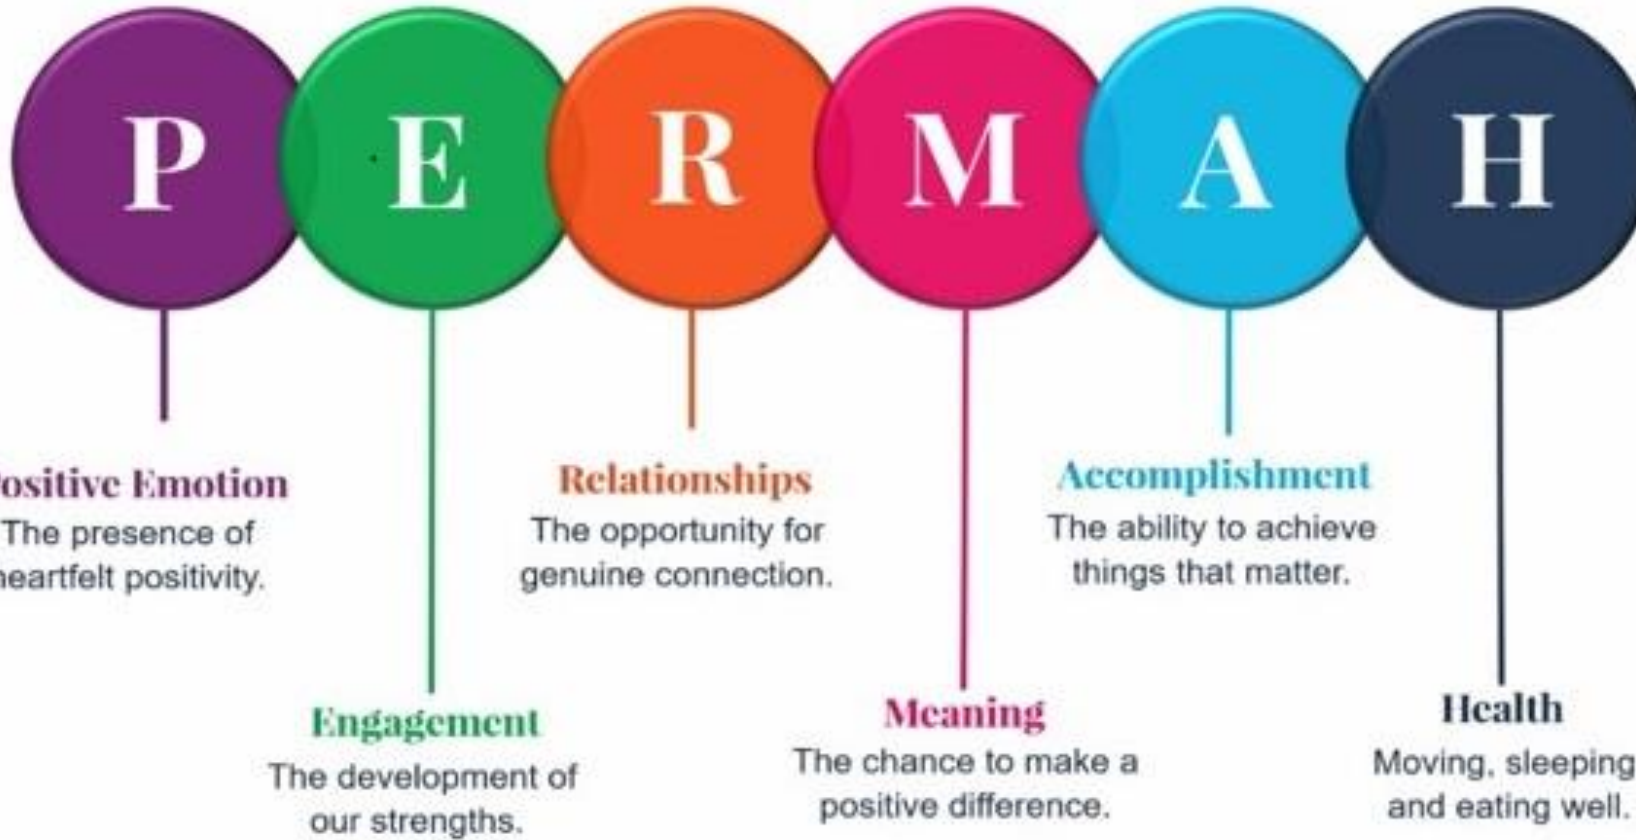 P E R M A H
ositive Emotion
The presence of
heartfelt positivity.
Relationships
The opportunity for
genuine connection.
Accomplishment
The ability to achieve
things that matter.
Engagement
The development of
our strengths.
Meaning
The chance to make a
positive difference.
Health
Moving, sleeping
and eating well.